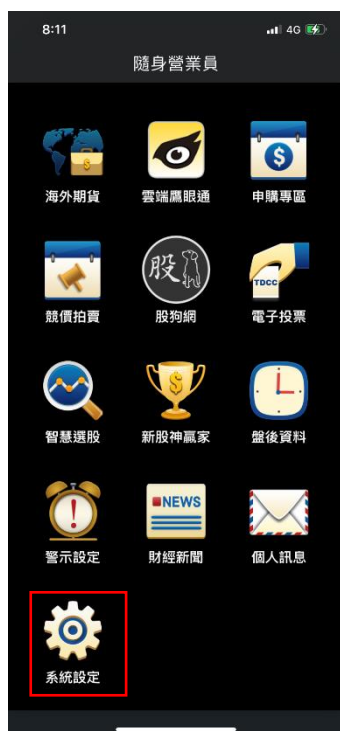 8:11 4G
隨身營業員
$ $
海外期貨 雲端鷹眼通 申購專區
股 TDCC
競價拍賣 股狗網 電子投票
$
智慧選股 新股神贏家 盤後資料
! NEWS
警示設定 財經新聞 個人訊息
系統設定